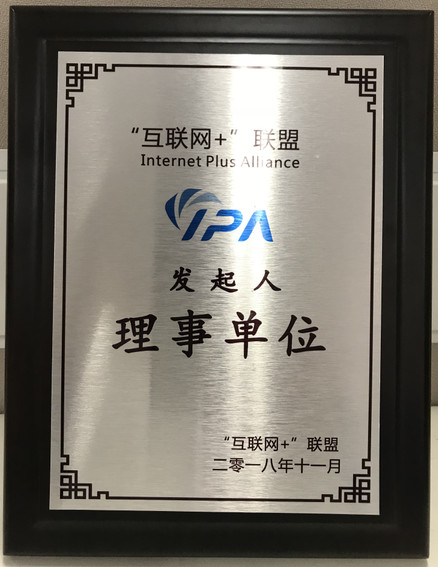 “互联网+”联盟
Internet Plus Alliance
IPA
发起人
理事单位
“互联网+”联盟
二零一八年十一月